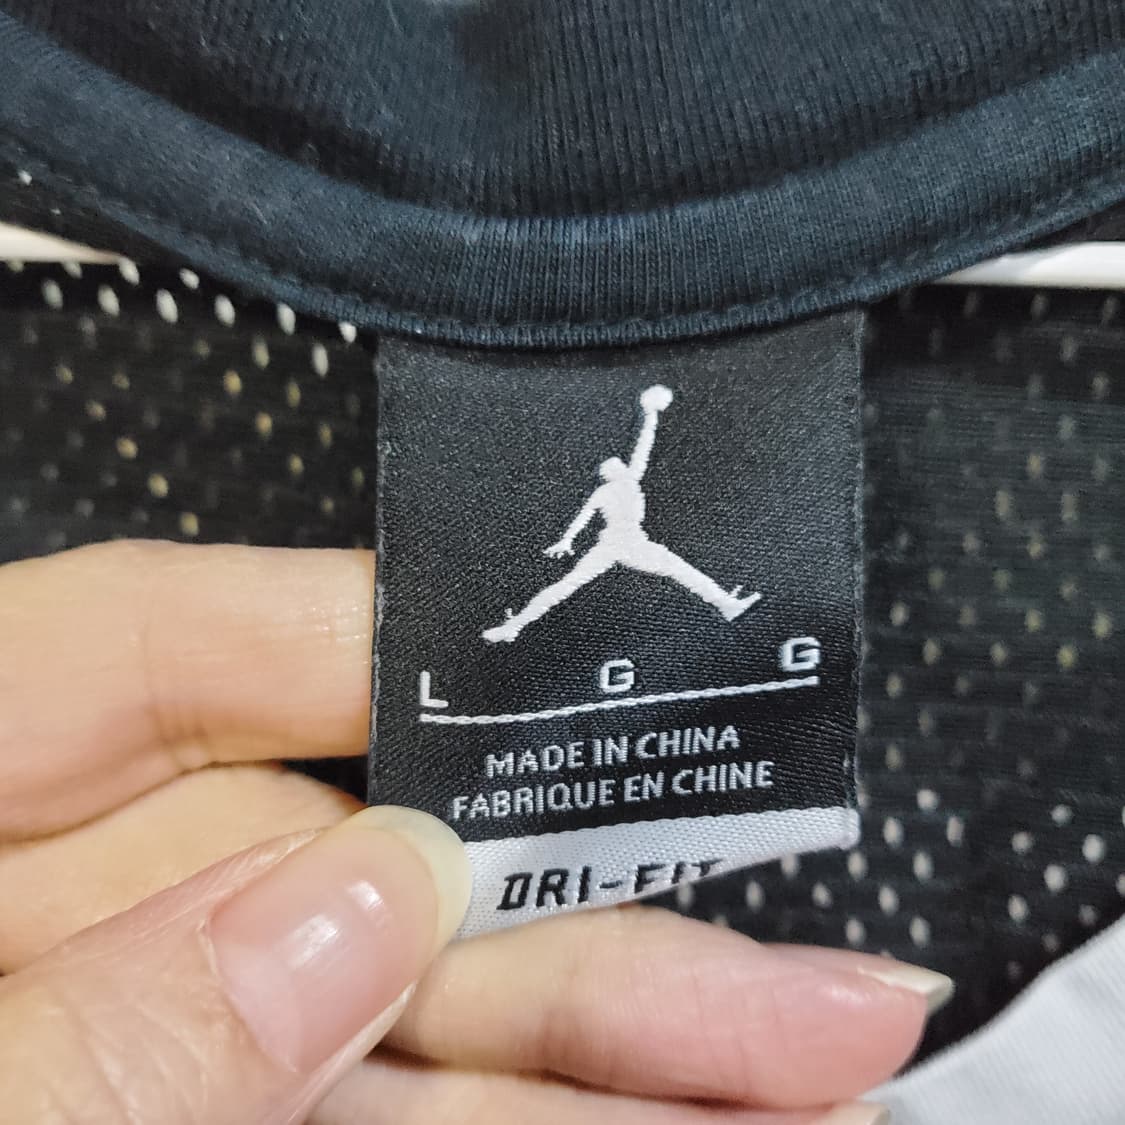 L G G
MADE IN CHINA
FABRIQUE EN CHINE
DRI-FIT